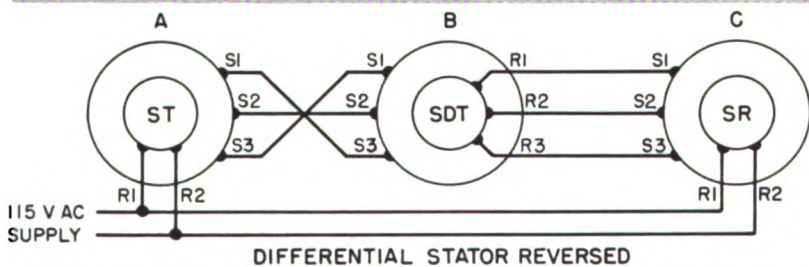 A B C
S1 S1 R1 S1
ST S2 S2 SDT R2 S2 SR
S3 S3 R3 S3
R1 R2 R1 R2
115 V AC
SUPPLY
DIFFERENTIAL STATOR REVERSED